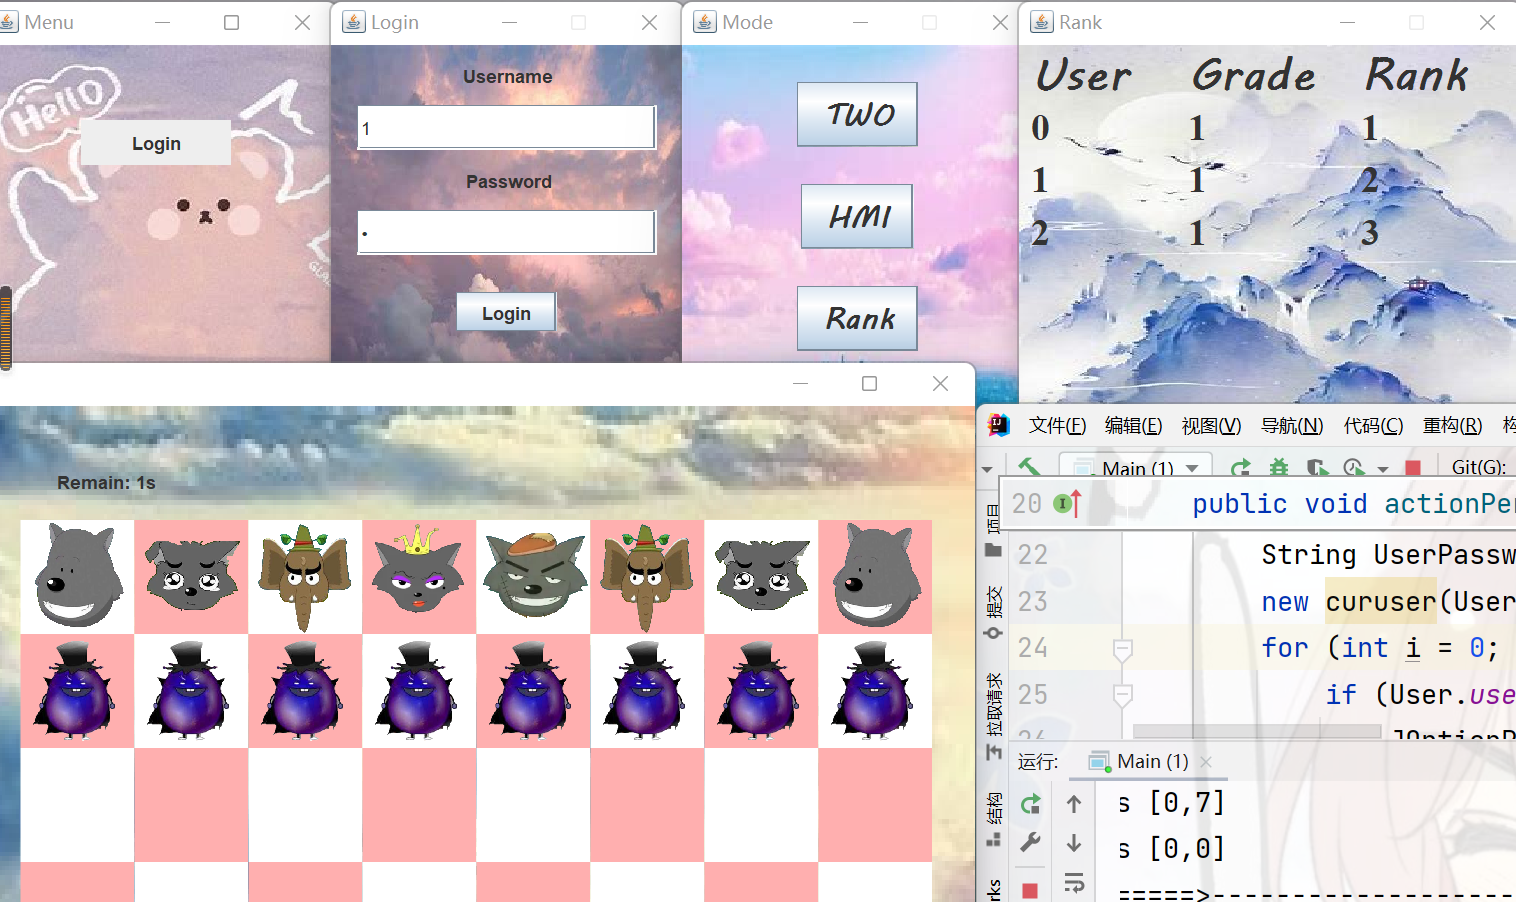 Menu
Hello
Login
Login
Username
1
Password
Login
Mode
TWO
HMI
Rank
Rank
User Grade Rank
0 1 1
1 1 2
2 1 3
Remain: 1s
文件(F) 编辑(E) 视图(V) 导航(N) 代码(C) 重构(R)
Main (1)
Git(G):
项目
提交
拉取请求
结构
20 public void actionPer
22 String UserPassw
23 new curuser(User
24 for (int i = 0;
25 if (User.use
运行: Main (1)
s [0,7]
s [0,0]
=====>----------------------